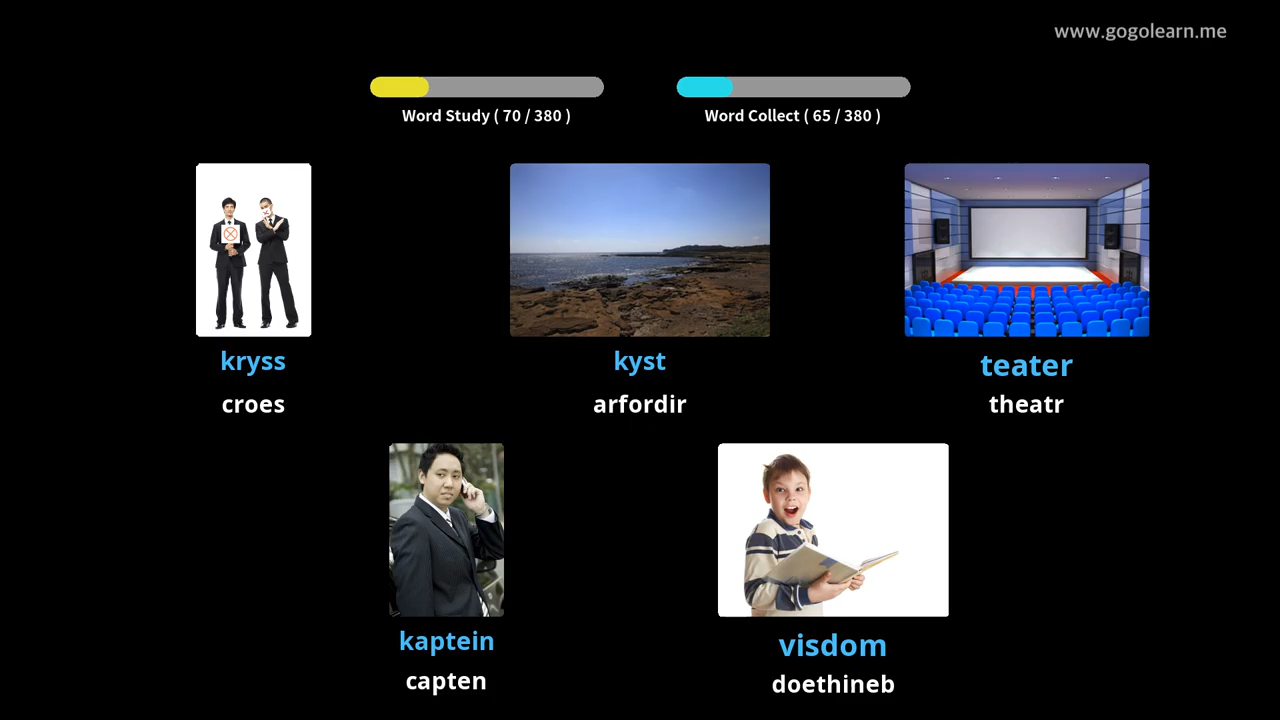 www.gogolearn.me
Word Study ( 70 / 380 )
Word Collect ( 65 / 380 )
kryss
croes
kyst
arfordir
teater
theatr
kaptein
capten
visdom
doethineb